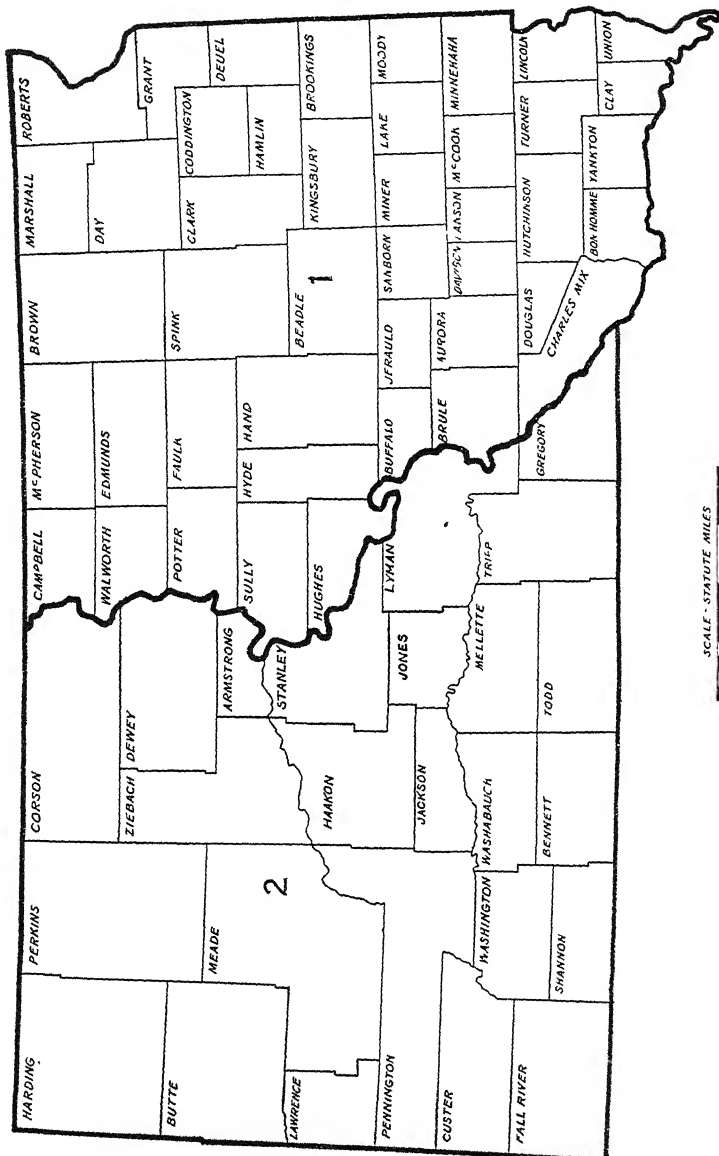 HARDING
PERKINS
CORSON
CAMPBELL
McPHERSON
BROWN
MARSHALL
ROBERTS
BUTTE
MEADE
ZIEBACH
DEWEY
WALWORTH
EDMUNDS
DAY
GRANT
POTTER
FAULK
SPINK
CLARK
CODDINGTON
DEUEL
ARMSTRONG
SULLY
HYDE
HAND
HAMLIN
2
1
LAWRENCE
HAAKON
STANLEY
HUGHES
BEADLE
KINGSBURY
BROOKINGS
PENNINGTON
JACKSON
JONES
LYMAN
BUFFALO
JERAULD
SANBORN
MINER
LAKE
MOODY
CUSTER
WASHINGTON
WASHABAUCK
MELLETTE
TRIPP
BRULE
AURORA
DAVISON
HANSON
McCOOK
MINNEHAHA
FALL RIVER
SHANNON
BENNETT
TODD
GREGORY
CHARLES MIX
DOUGLAS
HUTCHINSON
TURNER
LINCOLN
BON HOMME
YANKTON
CLAY
UNION
SCALE - STATUTE MILES